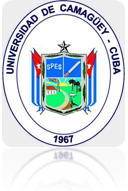 UNIVERSIDAD DE CAMAGÜEY - CUBA
SPES
1967